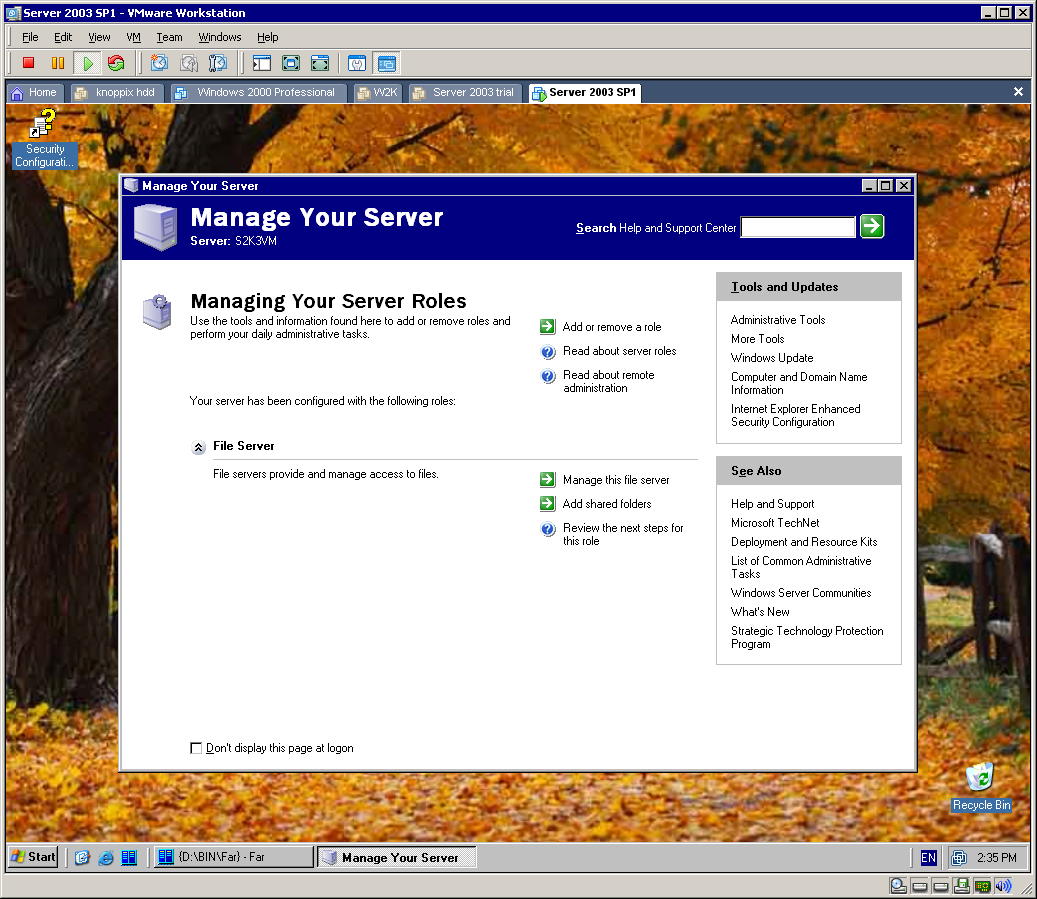 Server 2003 SP1 - VMware Workstation
File Edit View VM Team Windows Help
Home knoppix hdd Windows 2000 Professional W2K Server 2003 trial Server 2003 SP1
Security
Configurati...
Manage Your Server
Manage Your Server
Server: S2K3VM
Search Help and Support Center
Managing Your Server Roles
Use the tools and information found here to add or remove roles and
perform your daily administrative tasks.
Add or remove a role
Read about server roles
Read about remote
administration
Your server has been configured with the following roles:
File Server
File servers provide and manage access to files.
Manage this file server
Add shared folders
Review the next steps for
this role
Tools and Updates
Administrative Tools
More Tools
Windows Update
Computer and Domain Name
Information
Internet Explorer Enhanced
Security Configuration
See Also
Help and Support
Microsoft TechNet
Deployment and Resource Kits
List of Common Administrative
Tasks
Windows Server Communities
What's New
Strategic Technology Protection
Program
Don't display this page at logon
Recycle Bin
Start {D:\BIN\Far} - Far Manage Your Server EN 2:35 PM